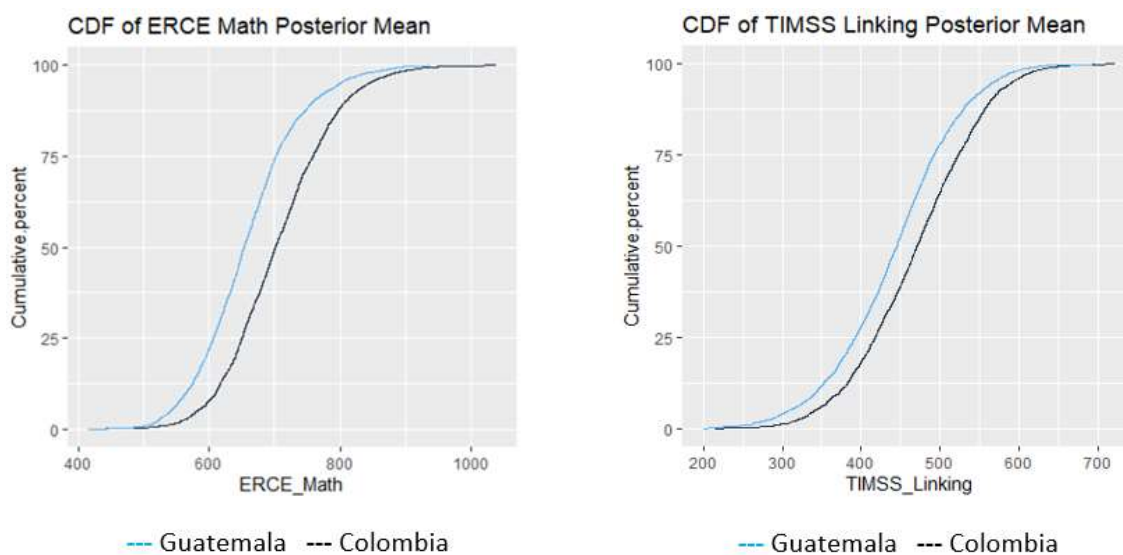 CDF of ERCE Math Posterior Mean
Cumulative.percent
100
75
50
25
0
400 600 800 1000
ERCE_Math
Guatemala Colombia
CDF of TIMSS Linking Posterior Mean
Cumulative.percent
100
75
50
25
0
200 300 400 500 600 700
TIMSS_Linking
Guatemala Colombia